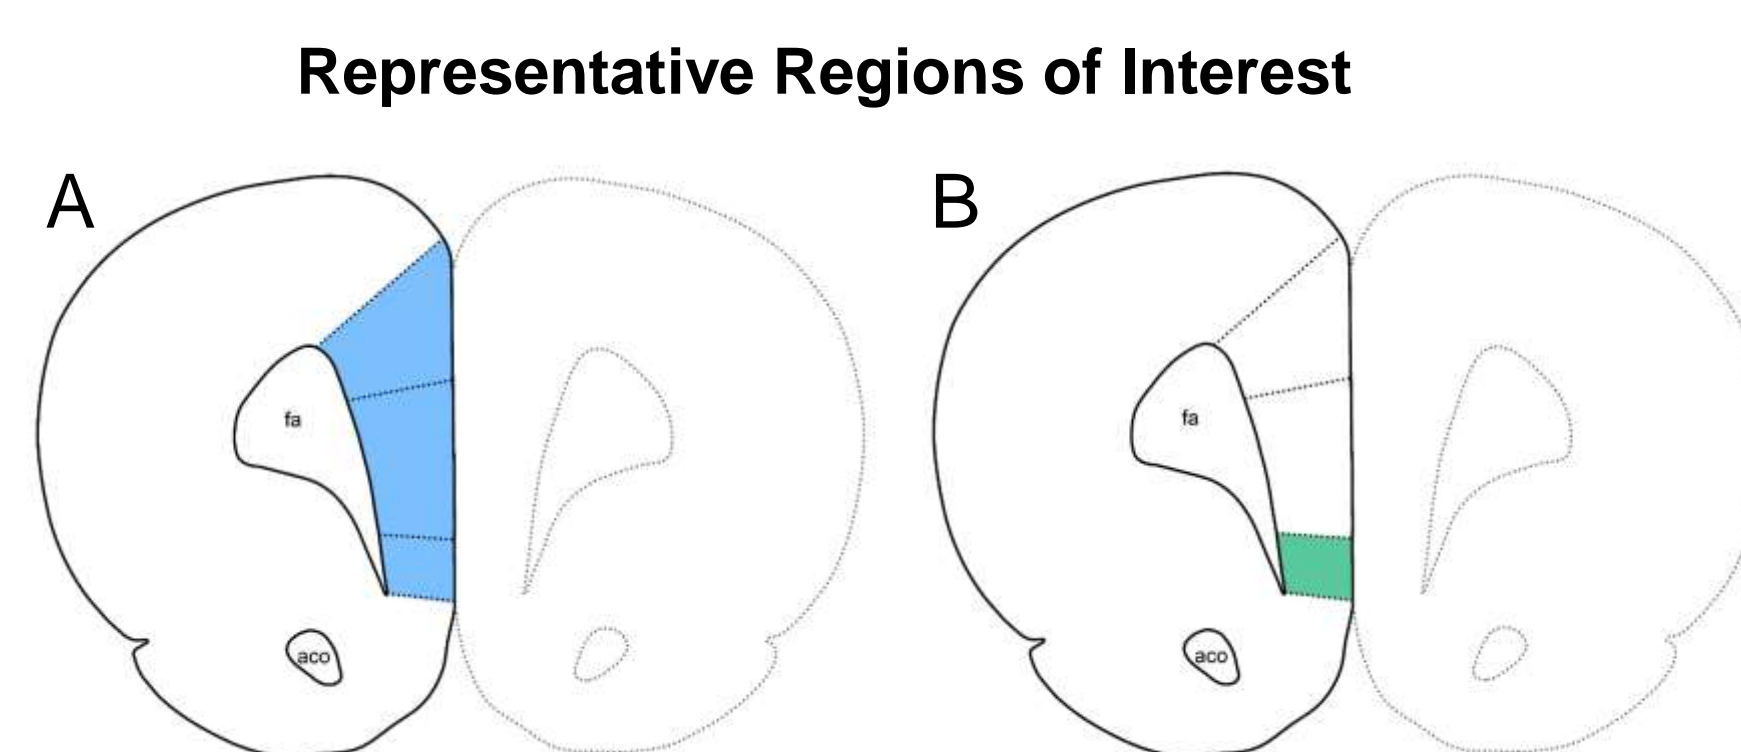 Representative Regions of Interest
A
B
fa
fa
aco
aco